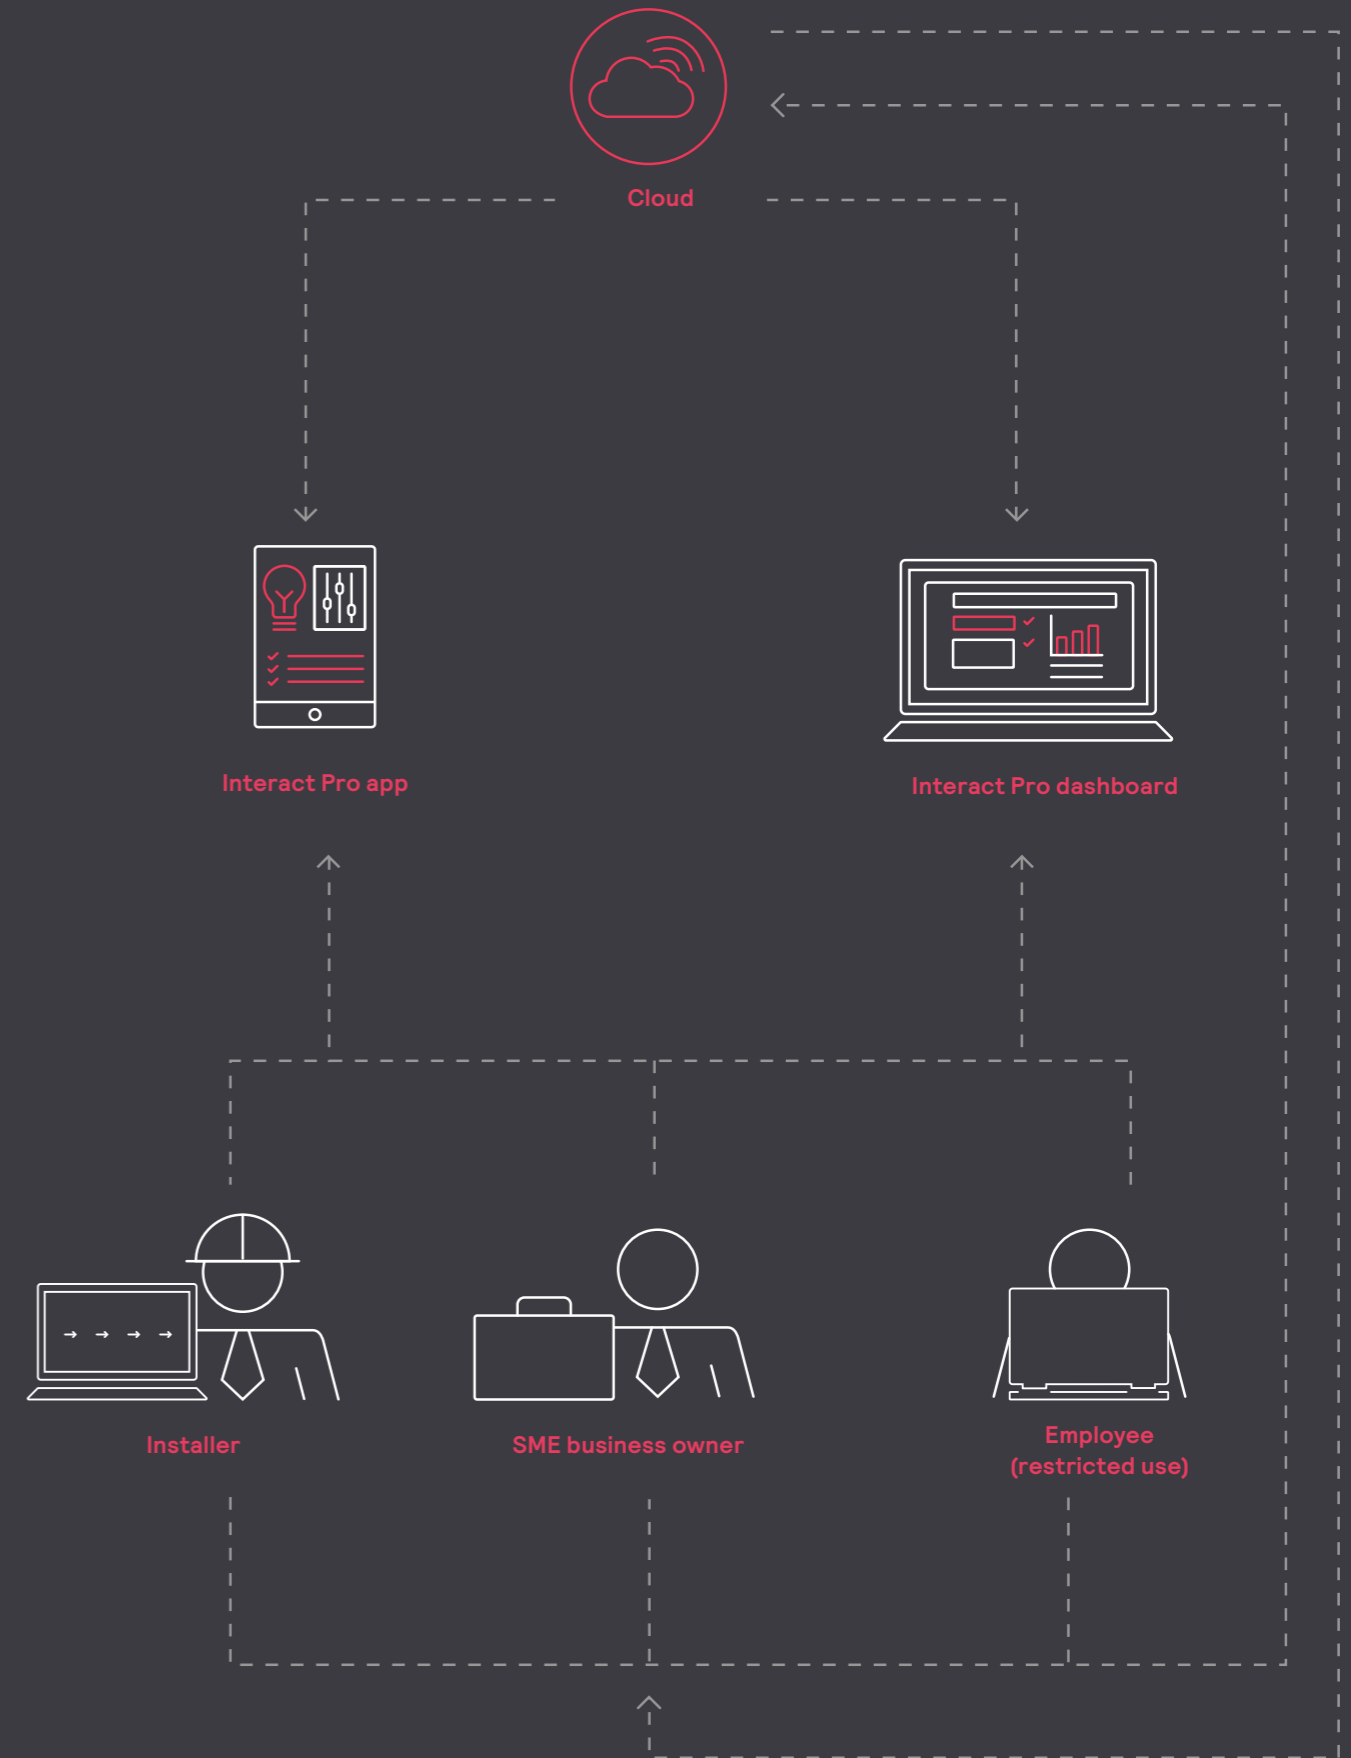 Cloud
Interact Pro app
Interact Pro dashboard
Installer
SME business owner
Employee
(restricted use)